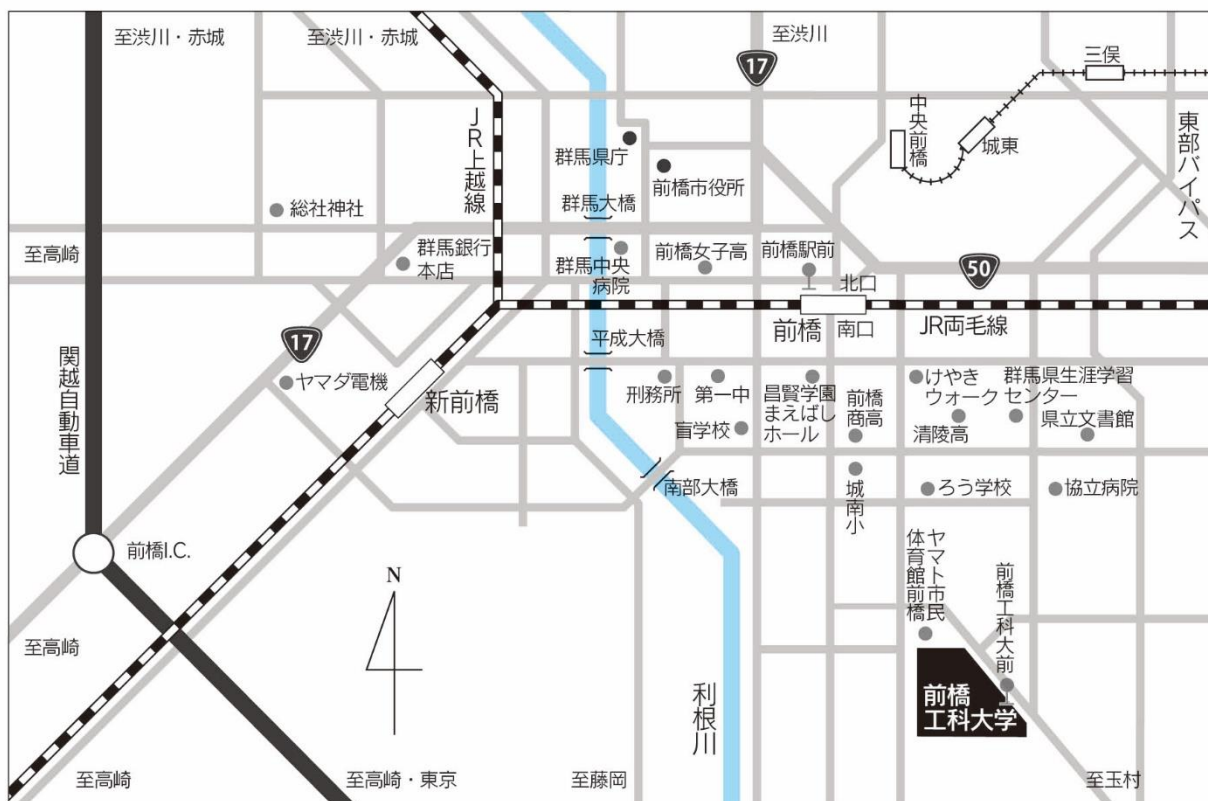 至渋川・赤城
至渋川・赤城
至渋川
17
三俣
中央前橋
城東
東部バイパス
JR上越線
群馬県庁
前橋市役所
総社神社
群馬大橋
至高崎
群馬銀行
本店
群馬中央
病院
前橋女子高
前橋駅前
北口
50
前橋
南口
JR両毛線
17
平成大橋
関越自動車道
ヤマダ電機
新前橋
刑務所
第一中
昌賢学園
まえばし
ホール
前橋
商高
けやき
ウォーク
群馬県生涯学習
センター
盲学校
清陵高
県立文書館
南部大橋
城南小
ろう学校
協立病院
前橋I.C.
ヤマト市民
体育館前橋
前橋工科大前
N
至高崎
利根川
前橋
工科大学
至高崎
至高崎・東京
至藤岡
至玉村